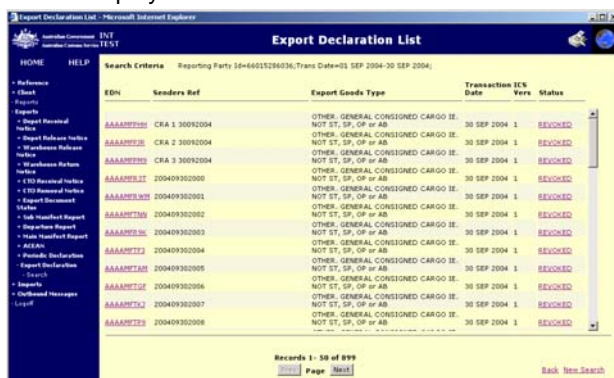 Export Declaration List - Microsoft Internet Explorer
Australian Government
Australian Customs Service
INT
TEST
Export Declaration List
HOME HELP
Reference
Client
Reports
Exports
Depot Receival
Notice
Depot Release Notice
Warehouse Release
Notice
Warehouse Return
Notice
CTO Receival Notice
CTO Removal Notice
Export Document
Status
Sub Manifest Report
Departure Report
Main Manifest Report
ACEAN
Periodic Declaration
Export Declaration
Search
Imports
Outbound Messages
Logoff
Search Criteria Reporting Party Id=66015286036;Trans Date=01 SEP 2004-30 SEP 2004;
EDN Senders Ref Export Goods Type Transaction Date ICS Vers Status
OTHER. GENERAL CONSIGNED CARGO IE.
AAAAMFPHH CRA 1 30092004 NOT ST, SP, OP or AB 30 SEP 2004 1 REVOKED
OTHER. GENERAL CONSIGNED CARGO IE.
AAAAMFPJR CRA 2 30092004 NOT ST, SP, OP or AB 30 SEP 2004 1 REVOKED
OTHER. GENERAL CONSIGNED CARGO IE.
AAAAMFPM9 CRA 3 30092004 NOT ST, SP, OP or AB 30 SEP 2004 1 REVOKED
OTHER. GENERAL CONSIGNED CARGO IE.
AAAAMFRJT 200409302000 NOT ST, SP, OP or AB 30 SEP 2004 1 REVOKED
OTHER. GENERAL CONSIGNED CARGO IE.
AAAAMFRWM 200409302001 NOT ST, SP, OP or AB 30 SEP 2004 1 REVOKED
OTHER. GENERAL CONSIGNED CARGO IE.
AAAAMFTNN 200409302002 NOT ST, SP, OP or AB 30 SEP 2004 1 REVOKED
OTHER. GENERAL CONSIGNED CARGO IE.
AAAAMFR9K 200409302003 NOT ST, SP, OP or AB 30 SEP 2004 1 REVOKED
OTHER. GENERAL CONSIGNED CARGO IE.
AAAAMFTF3 200409302004 NOT ST, SP, OP or AB 30 SEP 2004 1 REVOKED
OTHER. GENERAL CONSIGNED CARGO IE.
AAAAMFTAM 200409302005 NOT ST, SP, OP or AB 30 SEP 2004 1 REVOKED
OTHER. GENERAL CONSIGNED CARGO IE.
AAAAMFTGF 200409302006 NOT ST, SP, OP or AB 30 SEP 2004 1 REVOKED
OTHER. GENERAL CONSIGNED CARGO IE.
AAAAMFTKJ 200409302007 NOT ST, SP, OP or AB 30 SEP 2004 1 REVOKED
OTHER. GENERAL CONSIGNED CARGO IE.
AAAAMFTP9 200409302008 NOT ST, SP, OP or AB 30 SEP 2004 1 REVOKED
Records 1- 50 of 899
Prev Page Next
Back New Search